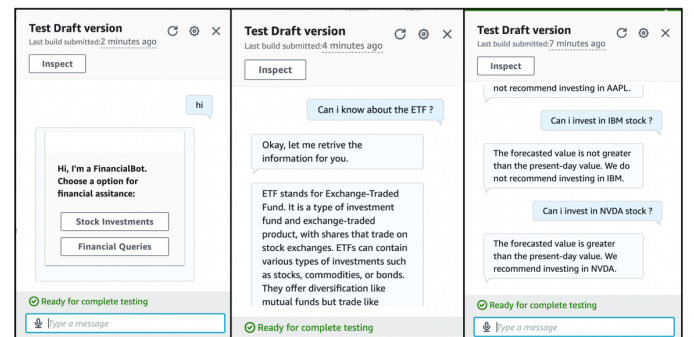 Test Draft version
Last build submitted:2 minutes ago
Inspect
hi
Hi, I'm a FinancialBot.
Choose a option for
financial assitance:
Stock Investments
Financial Queries
Ready for complete testing
Type a message
Test Draft version
Last build submitted:4 minutes ago
Inspect
Can i know about the ETF ?
Okay, let me retrive the
information for you.
ETF stands for Exchange-Traded
Fund. It is a type of investment
fund and exchange-traded
product, with shares that trade on
stock exchanges. ETFs can contain
various types of investments such
as stocks, commodities, or bonds.
They offer diversification like
mutual funds but trade like
Ready for complete testing
Test Draft version
Last build submitted:7 minutes ago
Inspect
not recommend investing in AAPL.
Can i invest in IBM stock ?
The forecasted value is not greater
than the present-day value. We do
not recommend investing in IBM.
Can i invest in NVDA stock ?
The forecasted value is greater
than the present-day value. We
recommend investing in NVDA.
Ready for complete testing
Type a message